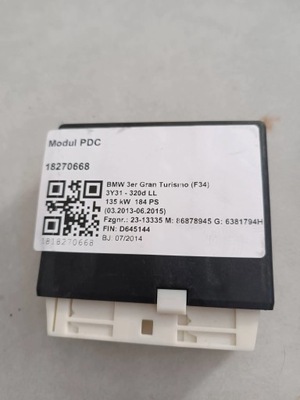 Modul PDC
18270668
BMW 3er Gran Turismo (F34)
3Y31 - 320d LL
135 kW 184 PS
(03.2013-06.2015)
Fzgnr.: 23-13335 M: 86878945 G: 6381794H
FIN: D645144
BJ: 07/2014
1818270668